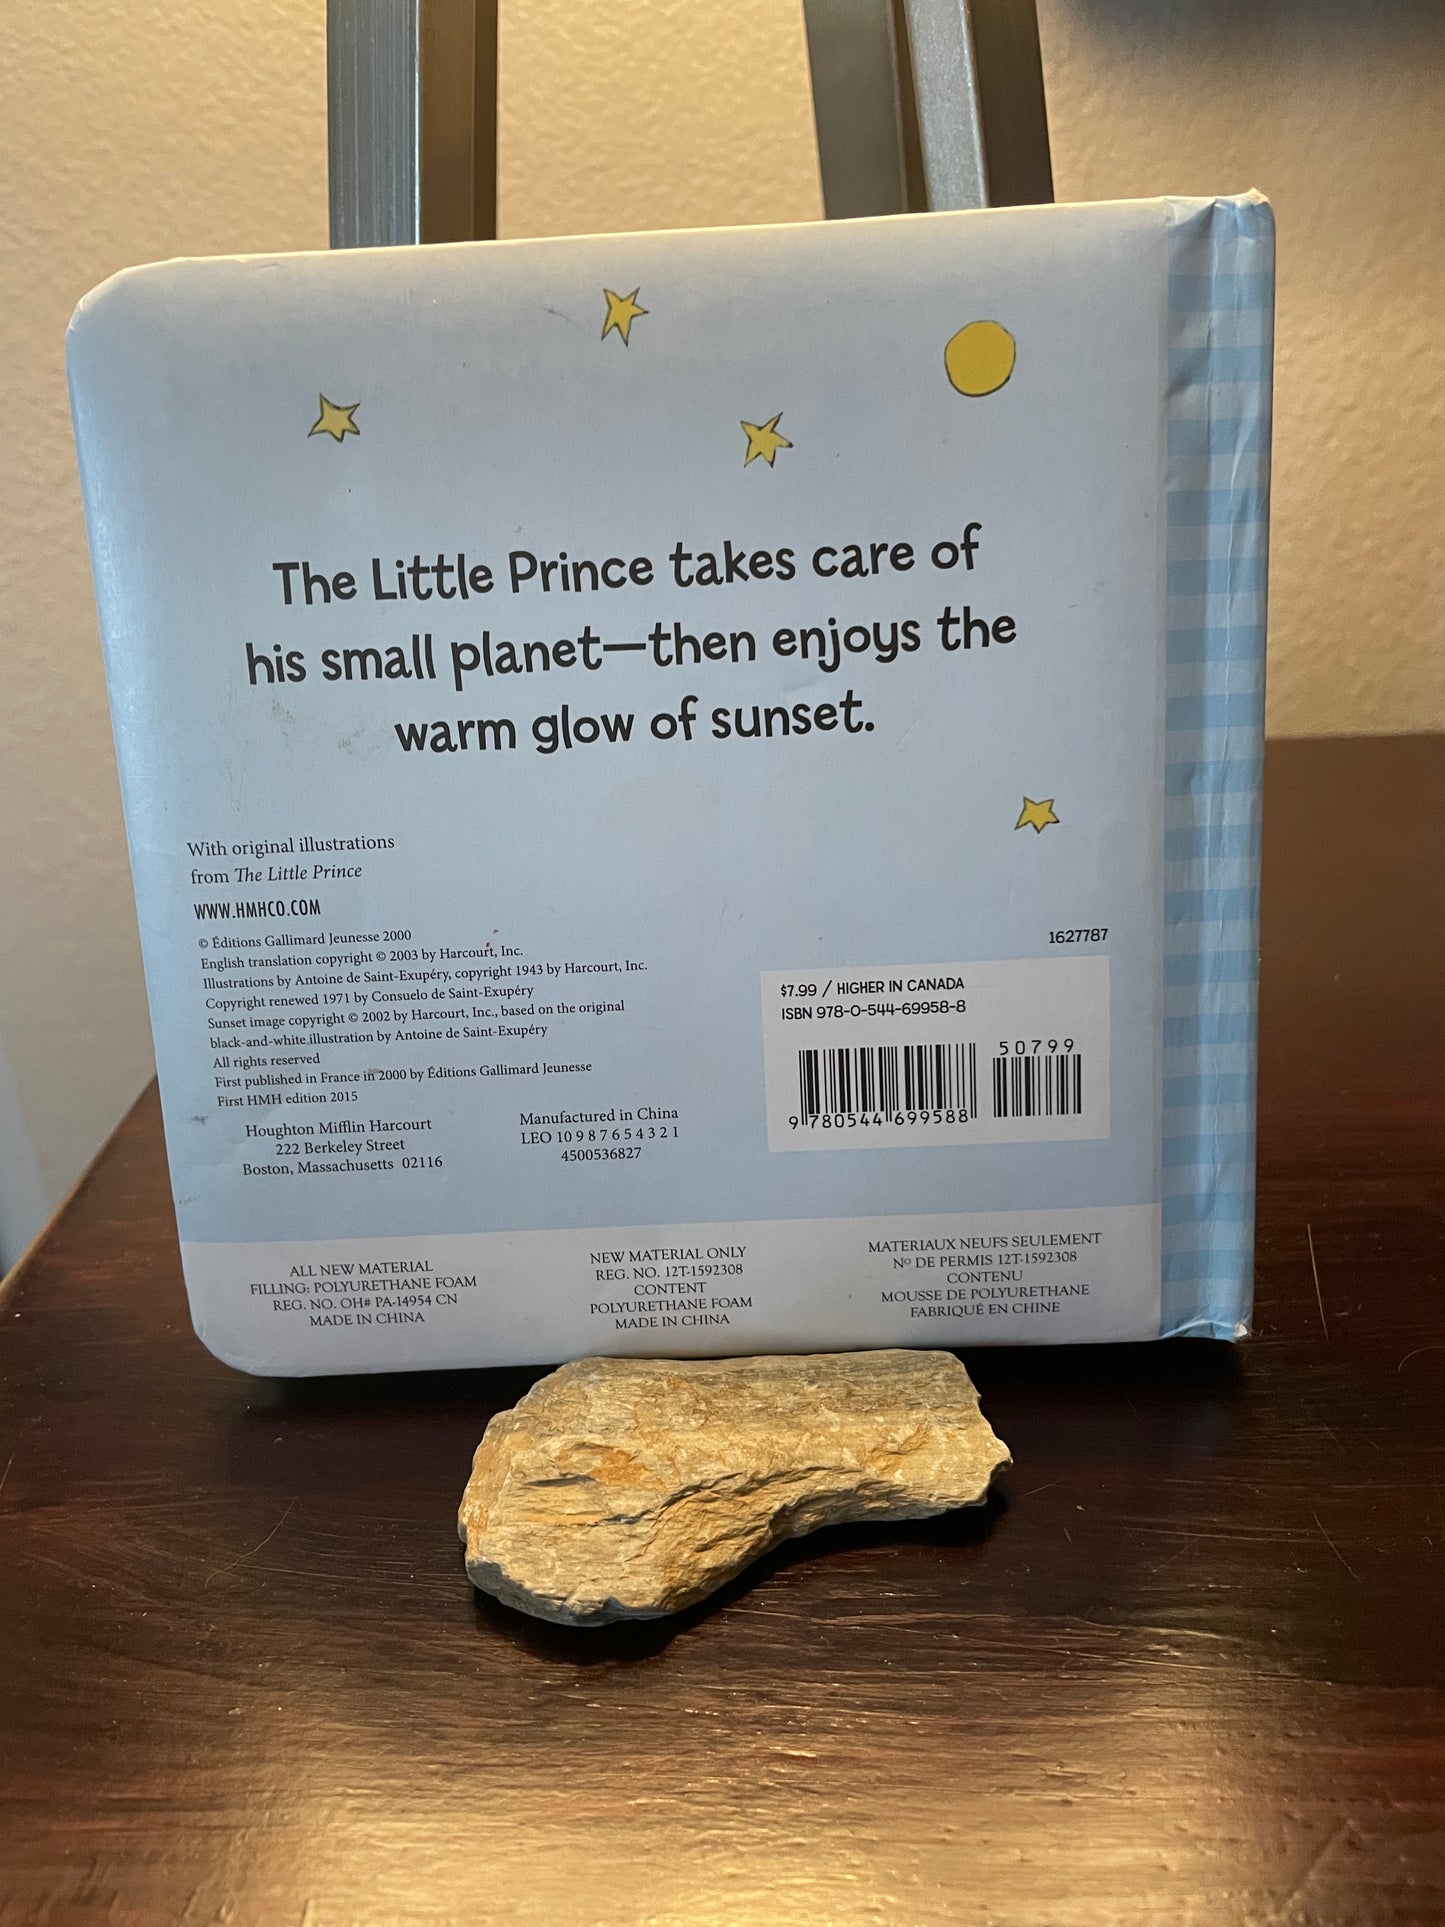 The Little Prince takes care of
his small planet—then enjoys the
warm glow of sunset.
With original illustrations
from The Little Prince
WWW.HMHCO.COM
© Éditions Gallimard Jeunesse 2000
English translation copyright © 2003 by Harcourt, Inc.
Illustrations by Antoine de Saint-Exupéry, copyright 1943 by Harcourt, Inc.
Copyright renewed 1971 by Consuelo de Saint-Exupéry
Sunset image copyright © 2002 by Harcourt, Inc., based on the original
black-and-white illustration by Antoine de Saint-Exupéry
All rights reserved
First published in France in 2000 by Éditions Gallimard Jeunesse
First HMH edition 2015
Houghton Mifflin Harcourt
222 Berkeley Street
Boston, Massachusetts 02116
Manufactured in China
LEO 10 9 8 7 6 5 4 3 2 1
4500536827
1627787
$7.99 / HIGHER IN CANADA
ISBN 978-0-544-69958-8
50799
9 780544 699588
ALL NEW MATERIAL
FILLING: POLYURETHANE FOAM
REG. NO. OH# PA-14954 CN
MADE IN CHINA
NEW MATERIAL ONLY
REG. NO. 12T-1592308
CONTENT
POLYURETHANE FOAM
MADE IN CHINA
MATERIAUX NEUFS SEULEMENT
Nº DE PERMIS 12T-1592308
CONTENU
MOUSSE DE POLYURETHANE
FABRIQUÉ EN CHINE